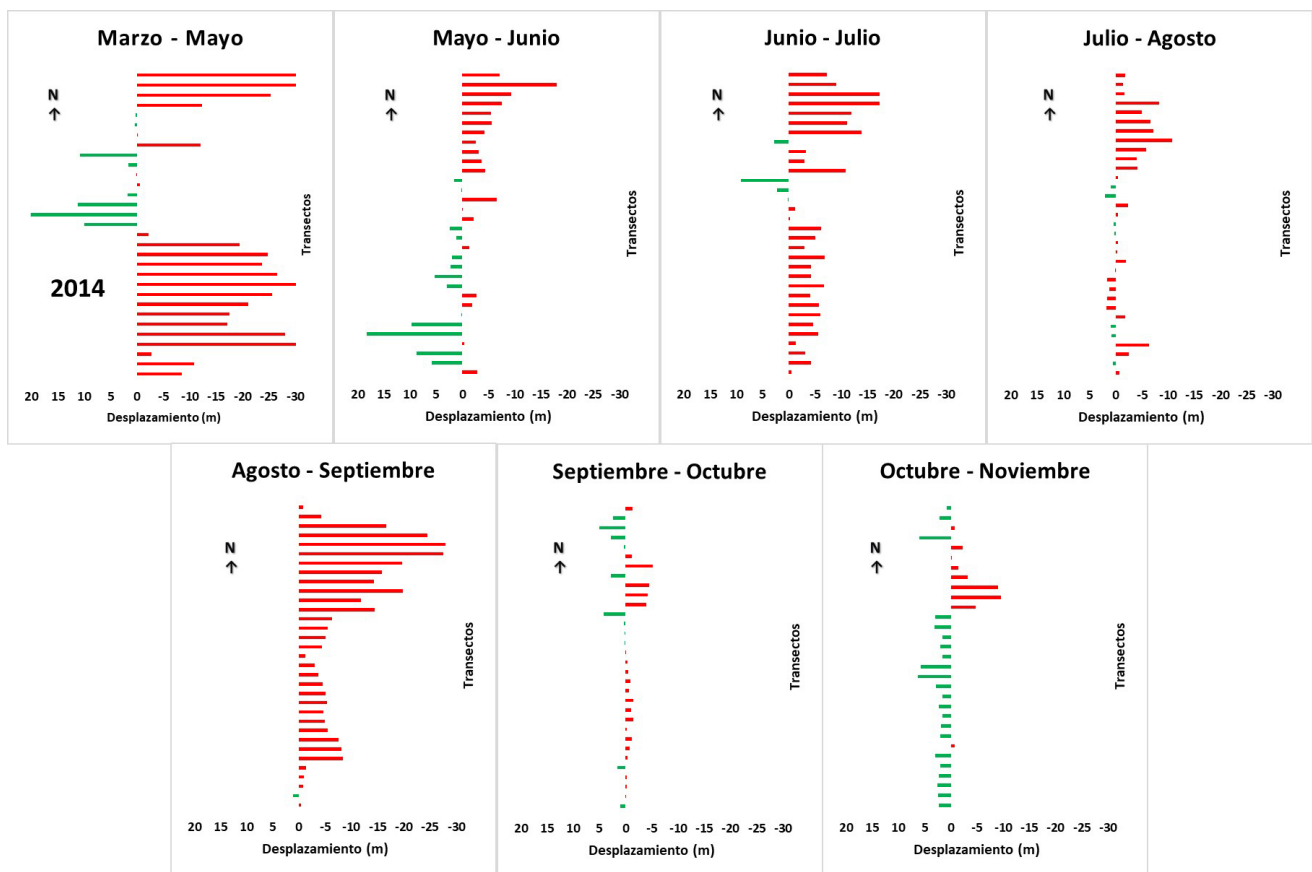 Marzo - Mayo
N
↑
2014
Transectos
20 15 10 5 0 -5 -10 -15 -20 -25 -30
Desplazamiento (m)
Mayo - Junio
N
↑
Transectos
20 15 10 5 0 -5 -10 -15 -20 -25 -30
Desplazamiento (m)
Junio - Julio
N
↑
Transectos
20 15 10 5 0 -5 -10 -15 -20 -25 -30
Desplazamiento (m)
Julio - Agosto
N
↑
Transectos
20 15 10 5 0 -5 -10 -15 -20 -25 -30
Desplazamiento (m)
Agosto - Septiembre
N
↑
Transectos
20 15 10 5 0 -5 -10 -15 -20 -25 -30
Desplazamiento (m)
Septiembre - Octubre
N
↑
Transectos
20 15 10 5 0 -5 -10 -15 -20 -25 -30
Desplazamiento (m)
Octubre - Noviembre
N
↑
Transectos
20 15 10 5 0 -5 -10 -15 -20 -25 -30
Desplazamiento (m)